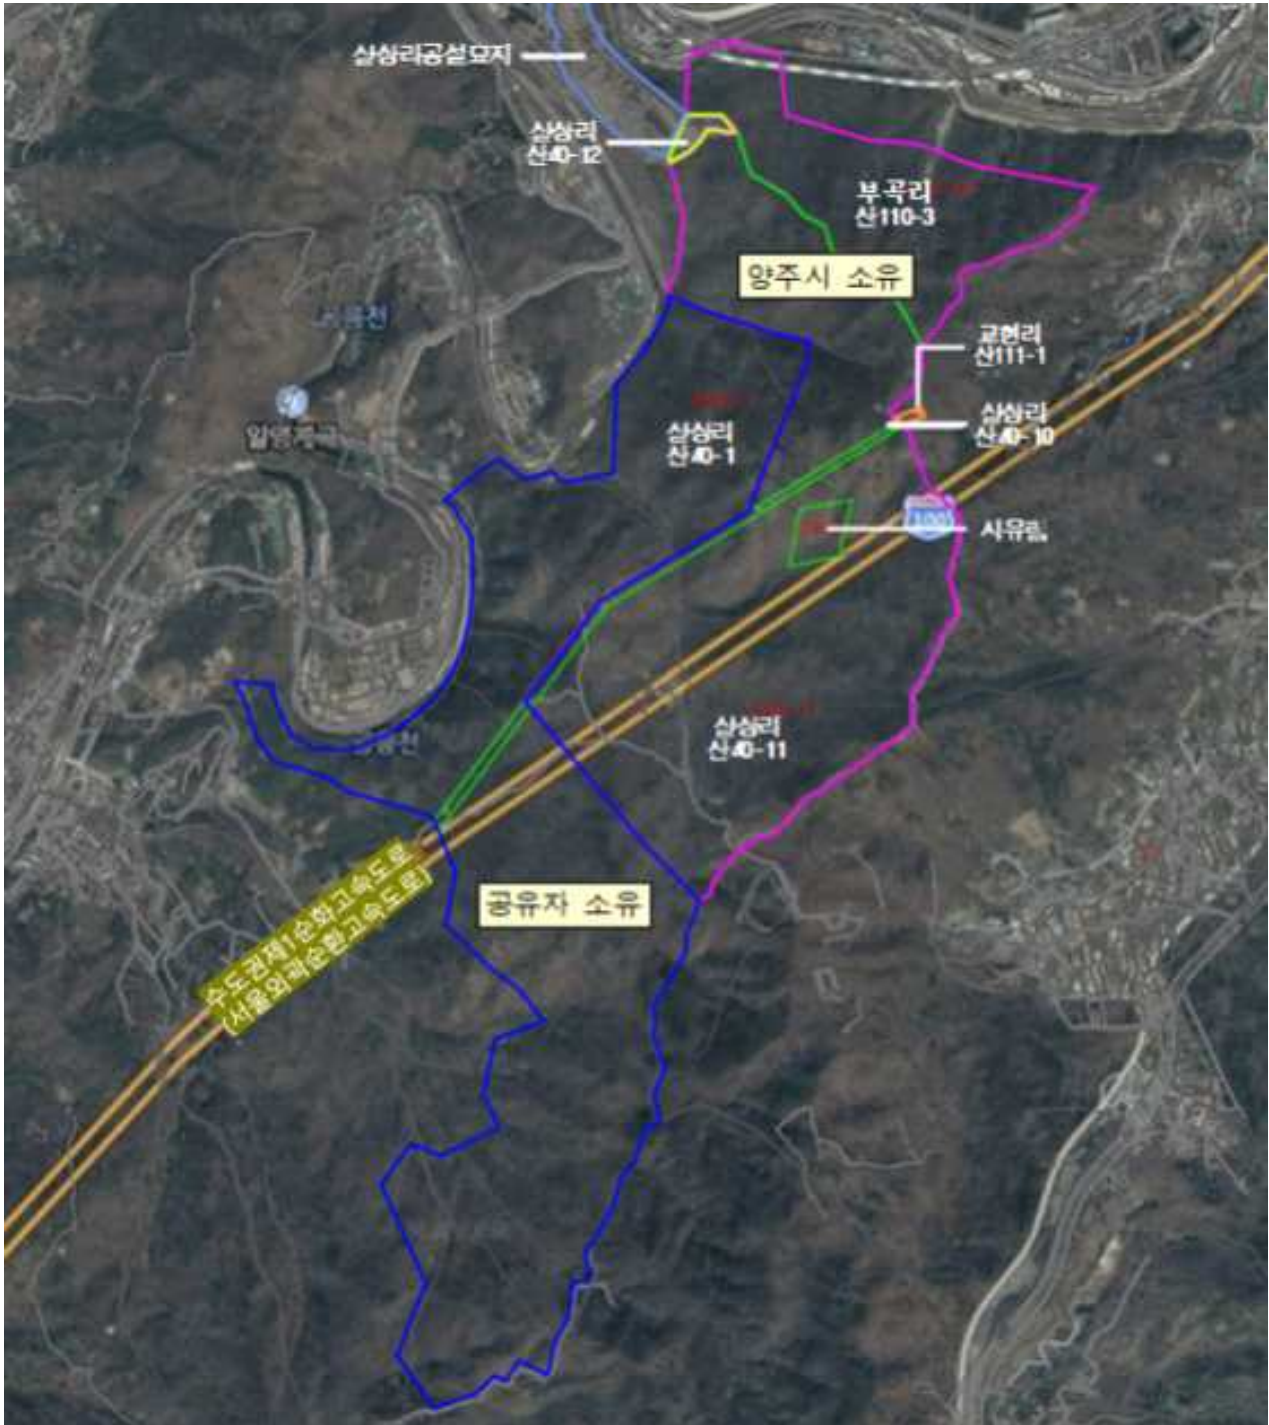 삼상리공설묘지
삼상리
산40-12
부곡리
산110-3
양주시 소유
교현리
산111-1
삼상리
산40-1
삼상리
산40-10
100
시유림
삼상리
산40-11
공유자 소유
수도권제1순환고속도로
(서울외곽순환고속도로)